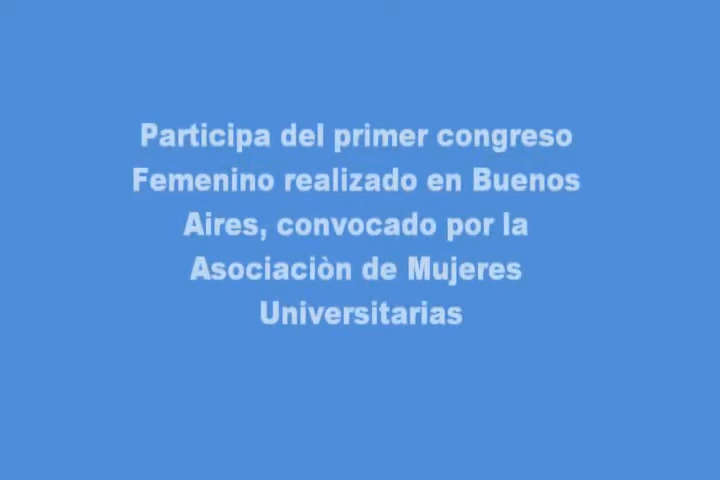 Participa del primer congreso
Femenino realizado en Buenos
Aires, convocado por la
Asociaciòn de Mujeres
Universitarias